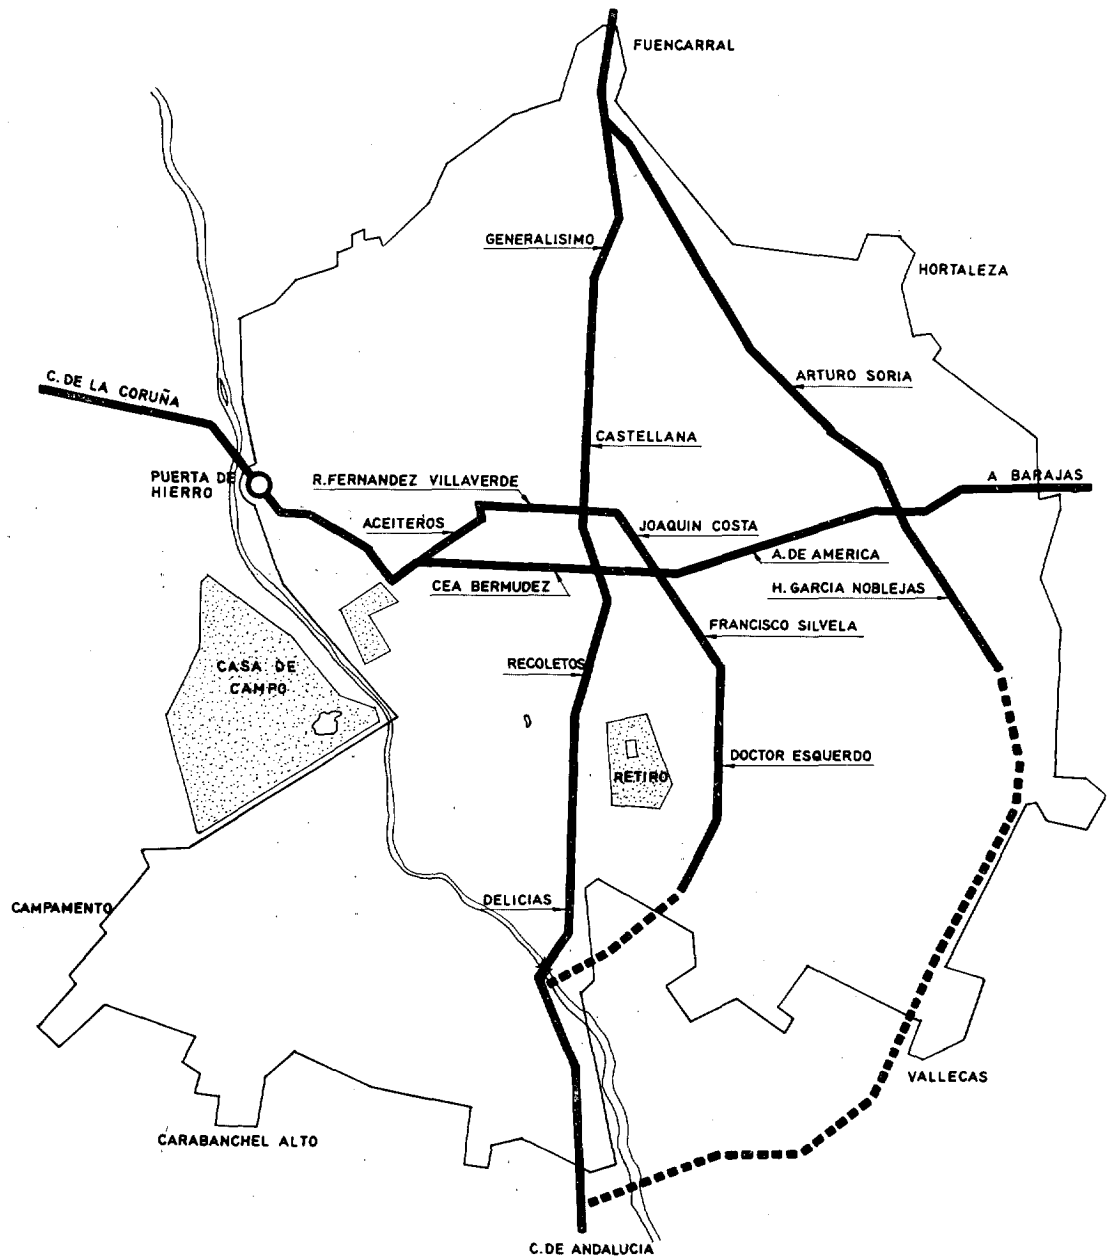 FUENCARRAL
GENERALISIMO
HORTALEZA
C. DE LA CORUÑA
ARTURO SORIA
CASTELLANA
PUERTA DE
HIERRO
R. FERNANDEZ VILLAVERDE
A BARAJAS
ACEITEROS
JOAQUIN COSTA
A. DE AMERICA
CEA BERMUDEZ
H. GARCIA NOBLEJAS
FRANCISCO SILVELA
CASA DE
CAMPO
RECOLETOS
DOCTOR ESQUERDO
RETIRO
DELICIAS
CAMPAMENTO
VALLECAS
CARABANCHEL ALTO
C. DE ANDALUCIA